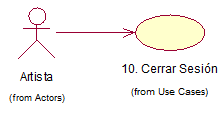 Artista
(from Actors)
10. Cerrar Sesión
(from Use Cases)